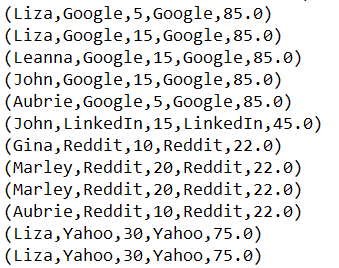 (Liza,Google,5,Google,85.0)
(Liza,Google,15,Google,85.0)
(Leanna,Google,15,Google,85.0)
(John,Google,15,Google,85.0)
(Aubrie,Google,5,Google,85.0)
(John,LinkedIn,15,LinkedIn,45.0)
(Gina,Reddit,10,Reddit,22.0)
(Marley,Reddit,20,Reddit,22.0)
(Marley,Reddit,20,Reddit,22.0)
(Aubrie,Reddit,10,Reddit,22.0)
(Liza,Yahoo,30,Yahoo,75.0)
(Liza,Yahoo,30,Yahoo,75.0)